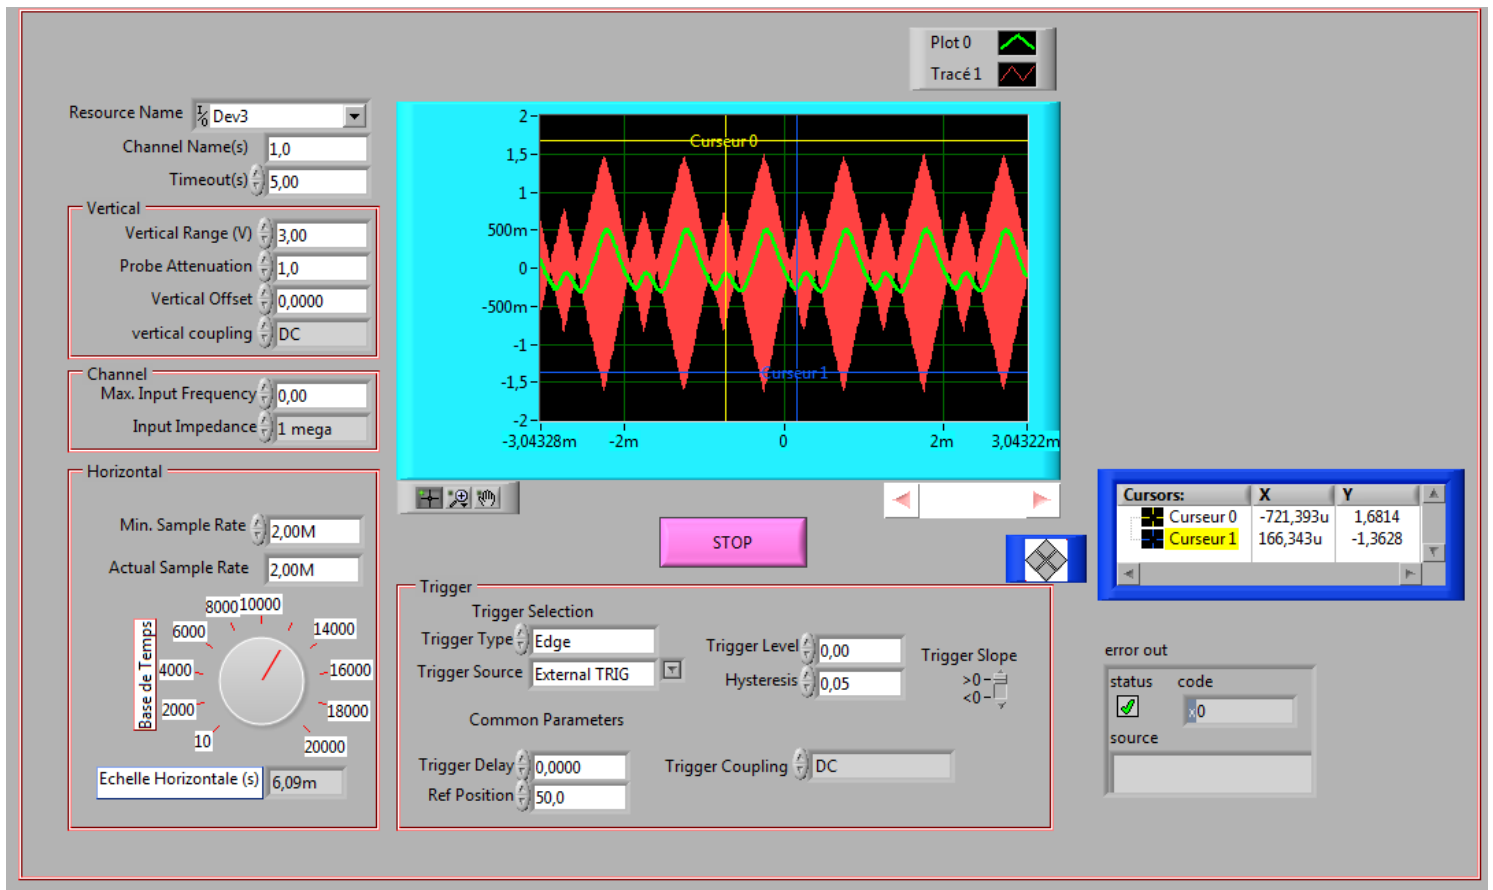 Plot 0
Tracé 1
Resource Name I/O Dev3
Channel Name(s) 1,0
Timeout(s) 5,00
Vertical
Vertical Range (V) 3,00
Probe Attenuation 1,0
Vertical Offset 0,0000
vertical coupling DC
Channel
Max. Input Frequency 0,00
Input Impedance 1 mega
Horizontal
Min. Sample Rate 2,00M
Actual Sample Rate 2,00M
Base de Temps
10
2000
4000
6000
8000
10000
14000
16000
18000
20000
Echelle Horizontale (s) 6,09m
2
1,5
1
500m
0
-500m
-1
-1,5
-2
Curseur 0
Curseur 1
-3,04328m -2m 0 2m 3,04322m
STOP
Cursors: X Y
Curseur 0 -721,393u 1,6814
Curseur 1 166,343u -1,3628
Trigger
Trigger Selection
Trigger Type Edge
Trigger Source External TRIG
Trigger Level 0,00
Hysteresis 0,05
Trigger Slope
>0
<0
Common Parameters
Trigger Delay 0,0000
Ref Position 50,0
Trigger Coupling DC
error out
status code
x0
source